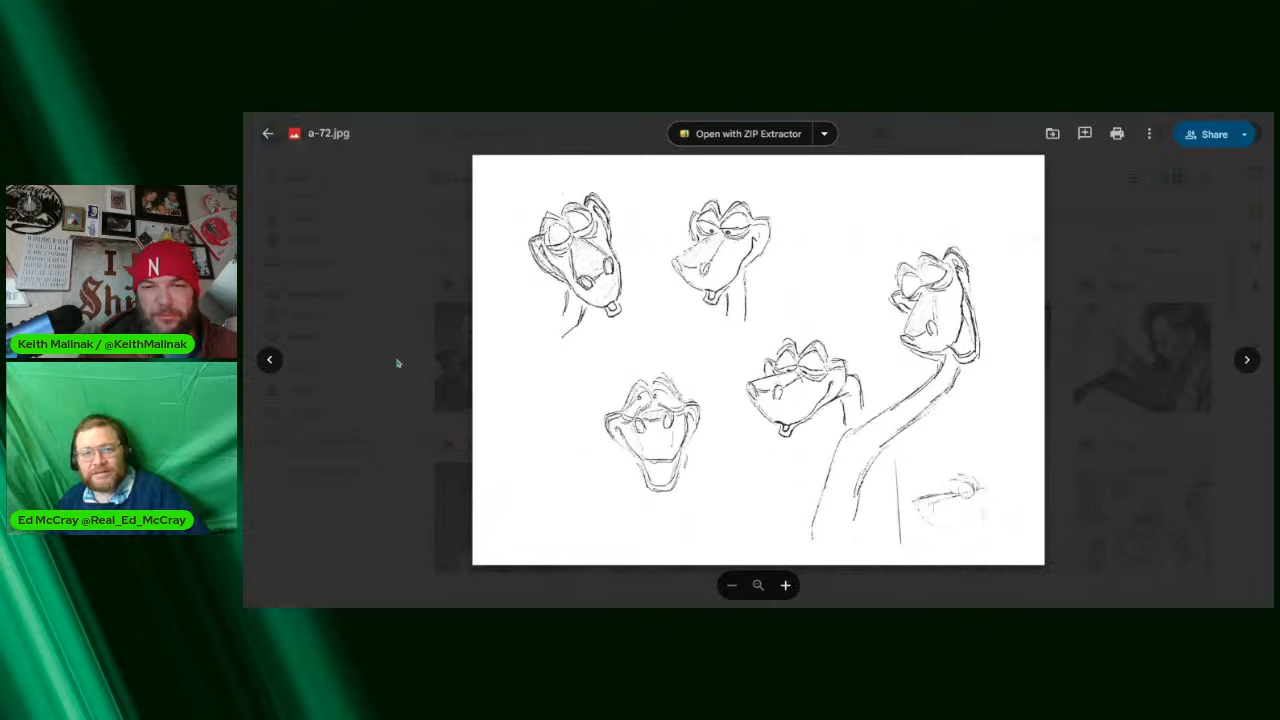 a-72.jpg
Open with ZIP Extractor
Share
N
I
Keith Malinak / @KeithMalinak
Ed McCray @Real_Ed_McCray